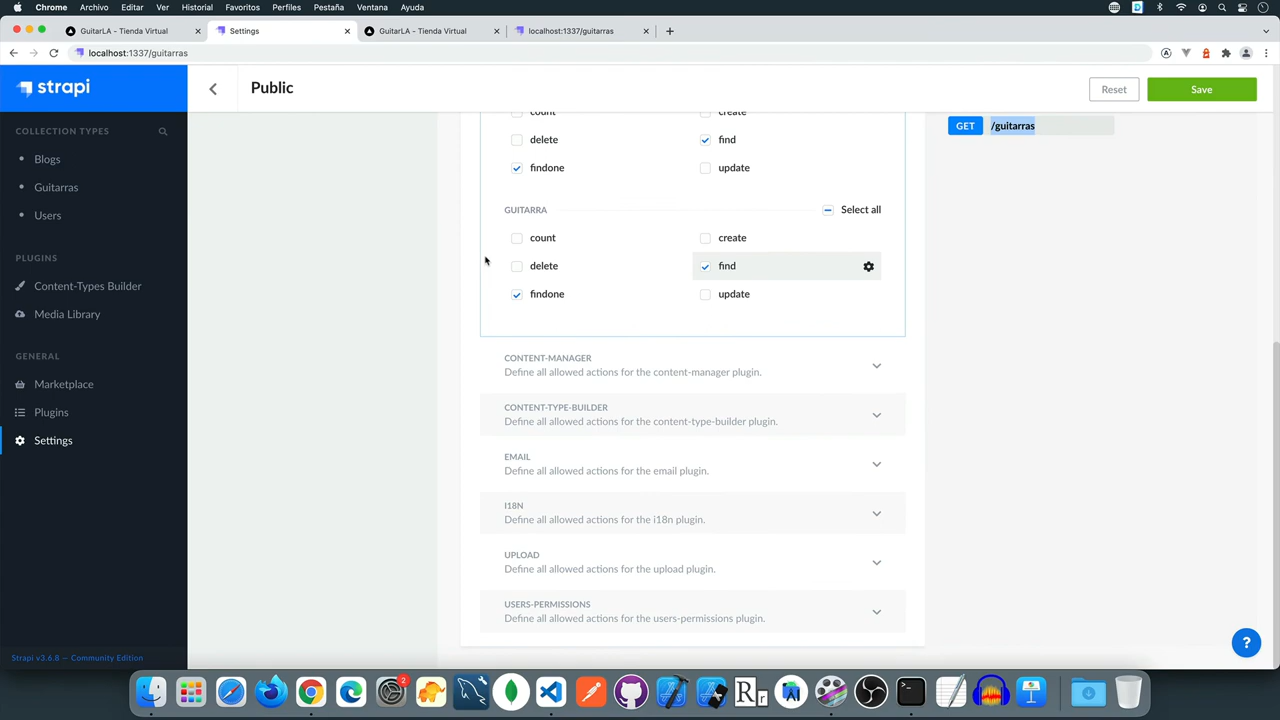 Chrome Archivo Editar Ver Historial Favoritos Perfiles Pestaña Ventana Ayuda
GuitarLA - Tienda Virtual
Settings
GuitarLA - Tienda Virtual
localhost:1337/guitarras
localhost:1337/guitarras
strapi
Public
Reset
Save
COLLECTION TYPES
Blogs
Guitarras
Users
PLUGINS
Content-Types Builder
Media Library
GENERAL
Marketplace
Plugins
Settings
Strapi v3.6.8 — Community Edition
count
create
delete
find
findone
update
GUITARRA
Select all
count
create
delete
find
findone
update
CONTENT-MANAGER
Define all allowed actions for the content-manager plugin.
CONTENT-TYPE-BUILDER
Define all allowed actions for the content-type-builder plugin.
EMAIL
Define all allowed actions for the email plugin.
I18N
Define all allowed actions for the i18n plugin.
UPLOAD
Define all allowed actions for the upload plugin.
USERS-PERMISSIONS
Define all allowed actions for the users-permissions plugin.
GET /guitarras
?
2
Rr